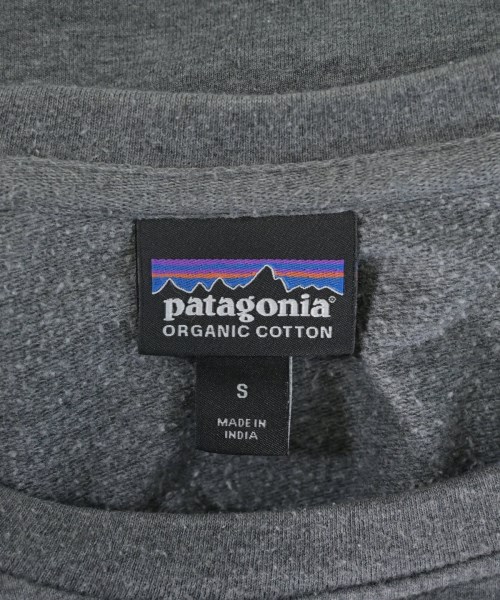 patagonia®
ORGANIC COTTON
S
MADE IN
INDIA